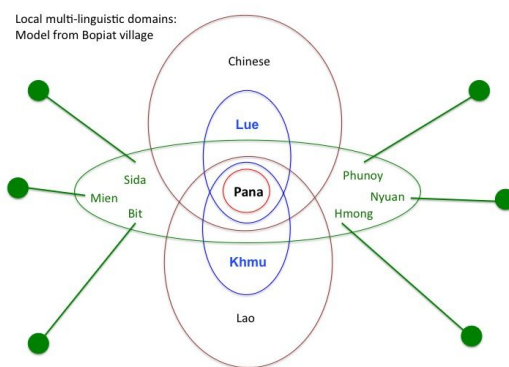 Local multi-linguistic domains:
Model from Bopiat village
Chinese
Lue
Sida
Phunoy
Mien
Pana
Nyuan
Bit
Hmong
Khmu
Lao